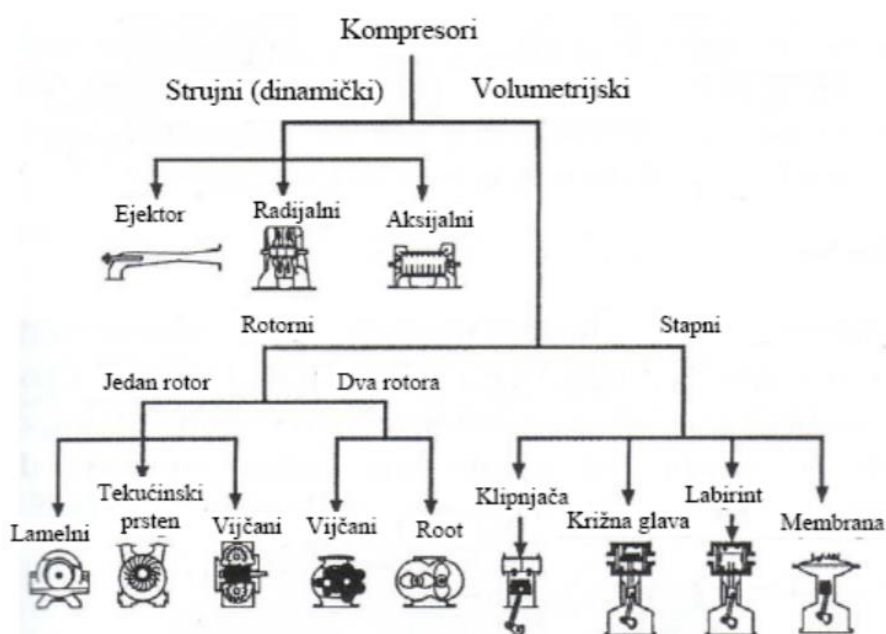 Kompresori
Strujni (dinamički)
Volumetrijski
Ejektor
Radijalni
Aksijalni
Rotorni
Stapni
Jedan rotor
Dva rotora
Lamelni
Tekućinski
prsten
Vijčani
Vijčani
Root
Klipnjača
Križna glava
Labirint
Membrana